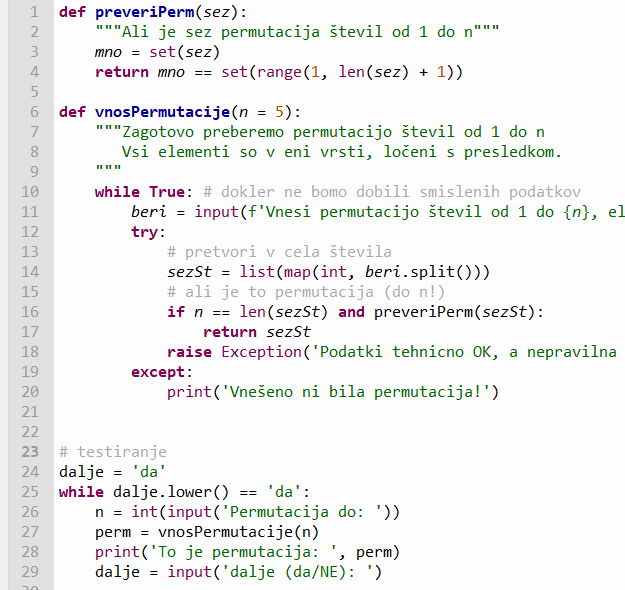 1 def preveriPerm(sez):
2 """Ali je sez permutacija števil od 1 do n"""
3 mno = set(sez)
4 return mno == set(range(1, len(sez) + 1))
5
6 def vnosPermutacije(n = 5):
7 """Zagotovo preberemo permutacijo števil od 1 do n
8 Vsi elementi so v eni vrsti, ločeni s presledkom.
9 """
10 while True: # dokler ne bomo dobili smislenih podatkov
11 beri = input(f'Vnesi permutacijo števil od 1 do {n}, el
12 try:
13 # pretvori v cela števila
14 sezSt = list(map(int, beri.split()))
15 # ali je to permutacija (do n!)
16 if n == len(sezSt) and preveriPerm(sezSt):
17 return sezSt
18 raise Exception('Podatki tehnicno OK, a nepravilna
19 except:
20 print('Vnešeno ni bila permutacija!')
21
22
23 # testiranje
24 dalje = 'da'
25 while dalje.lower() == 'da':
26 n = int(input('Permutacija do: '))
27 perm = vnosPermutacije(n)
28 print('To je permutacija: ', perm)
29 dalje = input('dalje (da/NE): ')